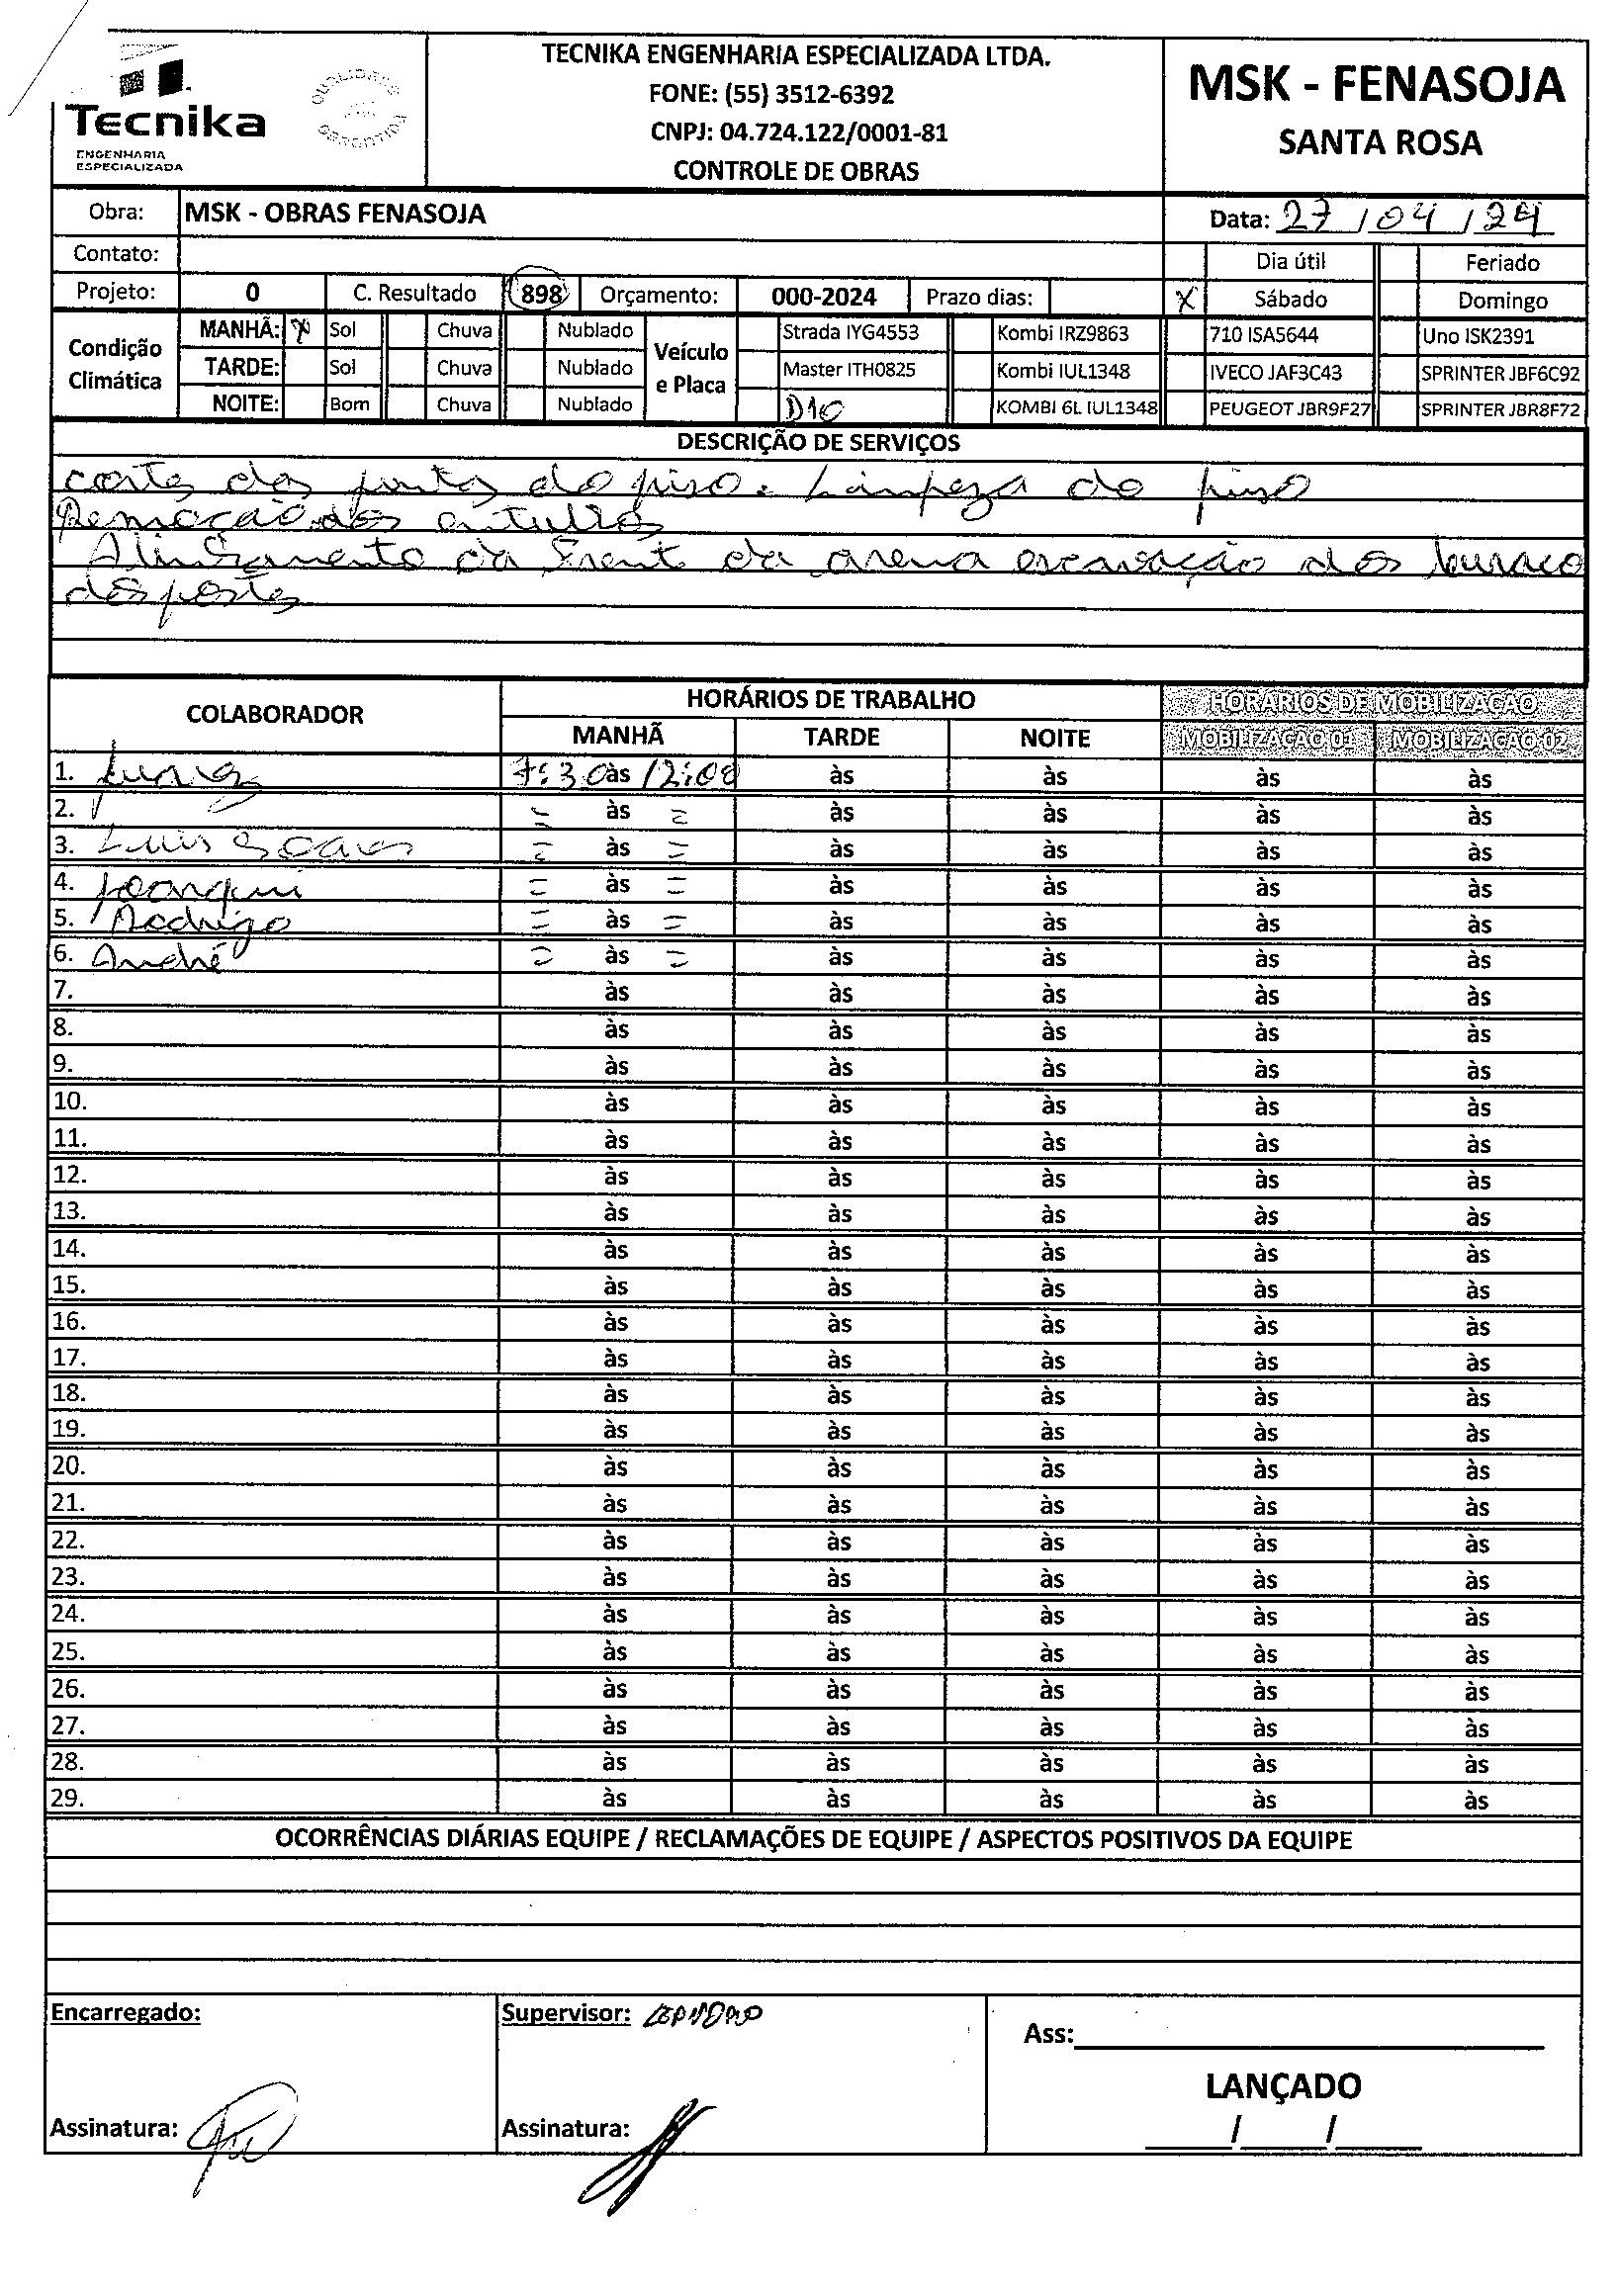 Tecnika
ENGENHARIA
ESPECIALIZADA
TECNIKA ENGENHARIA ESPECIALIZADA LTDA.
FONE: (55) 3512-6392
CNPJ: 04.724.122/0001-81
CONTROLE DE OBRAS
MSK - FENASOJA
SANTA ROSA
Obra: MSK - OBRAS FENASOJA Data: 27 / 04 / 24
Contato: Dia útil Feriado
Projeto: 0 C. Resultado 898 Orçamento: 000-2024 Prazo dias: X Sábado Domingo
Condição Climática
MANHÃ: X Sol Chuva Nublado
TARDE: Sol Chuva Nublado
NOITE: Bom Chuva Nublado
Veículo e Placa
Strada IYG4553 Kombi IRZ9863 710 ISA5644 Uno ISK2391
Master ITH0825 Kombi IUL1348 IVECO JAF3C43 SPRINTER JBF6C92
D10 KOMBI 6L IUL1348 PEUGEOT JBR9F27 SPRINTER JBR8F72
DESCRIÇÃO DE SERVIÇOS
corte das juntas do piso. Limpeza do piso
Remoção dos entulhos
Alinhamento da Frent da arena escavação dos buraco
dos postes
COLABORADOR HORÁRIOS DE TRABALHO HORÁRIOS DE MOBILIZAÇÃO
MANHÃ TARDE NOITE MOBILIZAÇÃO 01 MOBILIZAÇÃO 02
1. 7:30 às 12:00 às às às às
2. = às = às às às às
3. Luis Soares = às = às às às às
4. Joarqui = às = às às às às
5. Rodrigo = às = às às às às
6. André = às = às às às às
7. às às às às às
8. às às às às às
9. às às às às às
10. às às às às às
11. às às às às às
12. às às às às às
13. às às às às às
14. às às às às às
15. às às às às às
16. às às às às às
17. às às às às às
18. às às às às às
19. às às às às às
20. às às às às às
21. às às às às às
22. às às às às às
23. às às às às às
24. às às às às às
25. às às às às às
26. às às às às às
27. às às às às às
28. às às às às às
29. às às às às às
OCORRÊNCIAS DIÁRIAS EQUIPE / RECLAMAÇÕES DE EQUIPE / ASPECTOS POSITIVOS DA EQUIPE
Encarregado: Supervisor: LEANDRO Ass:
LANÇADO
Assinatura: Assinatura: / /